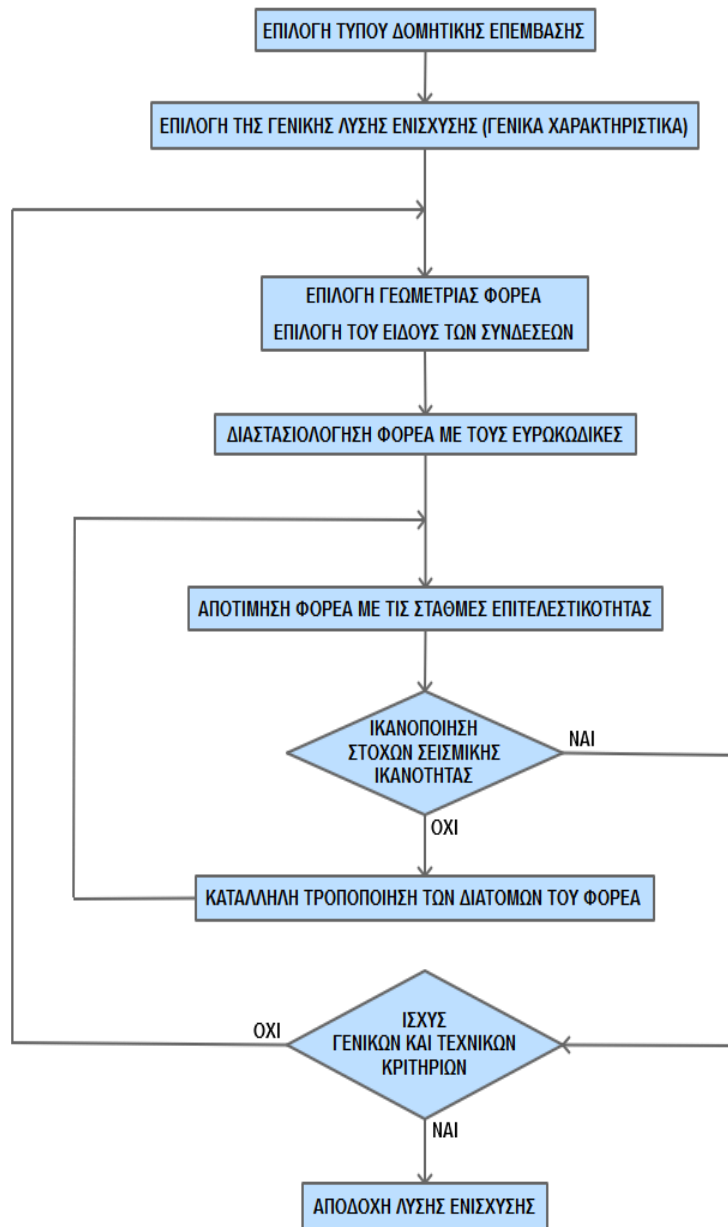 ΕΠΙΛΟΓΗ ΤΥΠΟΥ ΔΟΜΗΤΙΚΗΣ ΕΠΕΜΒΑΣΗΣ
ΕΠΙΛΟΓΗ ΤΗΣ ΓΕΝΙΚΗΣ ΛΥΣΗΣ ΕΝΙΣΧΥΣΗΣ (ΓΕΝΙΚΑ ΧΑΡΑΚΤΗΡΙΣΤΙΚΑ)
ΕΠΙΛΟΓΗ ΓΕΩΜΕΤΡΙΑΣ ΦΟΡΕΑ
ΕΠΙΛΟΓΗ ΤΟΥ ΕΙΔΟΥΣ ΤΩΝ ΣΥΝΔΕΣΕΩΝ
ΔΙΑΣΤΑΣΙΟΛΟΓΗΣΗ ΦΟΡΕΑ ΜΕ ΤΟΥΣ ΕΥΡΩΚΩΔΙΚΕΣ
ΑΠΟΤΙΜΗΣΗ ΦΟΡΕΑ ΜΕ ΤΙΣ ΣΤΑΘΜΕΣ ΕΠΙΤΕΛΕΣΤΙΚΟΤΗΤΑΣ
ΙΚΑΝΟΠΟΙΗΣΗ
ΣΤΟΧΩΝ ΣΕΙΣΜΙΚΗΣ
ΙΚΑΝΟΤΗΤΑΣ
ΝΑΙ
ΟΧΙ
ΚΑΤΑΛΛΗΛΗ ΤΡΟΠΟΠΟΙΗΣΗ ΤΩΝ ΔΙΑΤΟΜΩΝ ΤΟΥ ΦΟΡΕΑ
ΟΧΙ
ΙΣΧΥΣ
ΓΕΝΙΚΩΝ ΚΑΙ ΤΕΧΝΙΚΩΝ
ΚΡΙΤΗΡΙΩΝ
ΝΑΙ
ΑΠΟΔΟΧΗ ΛΥΣΗΣ ΕΝΙΣΧΥΣΗΣ